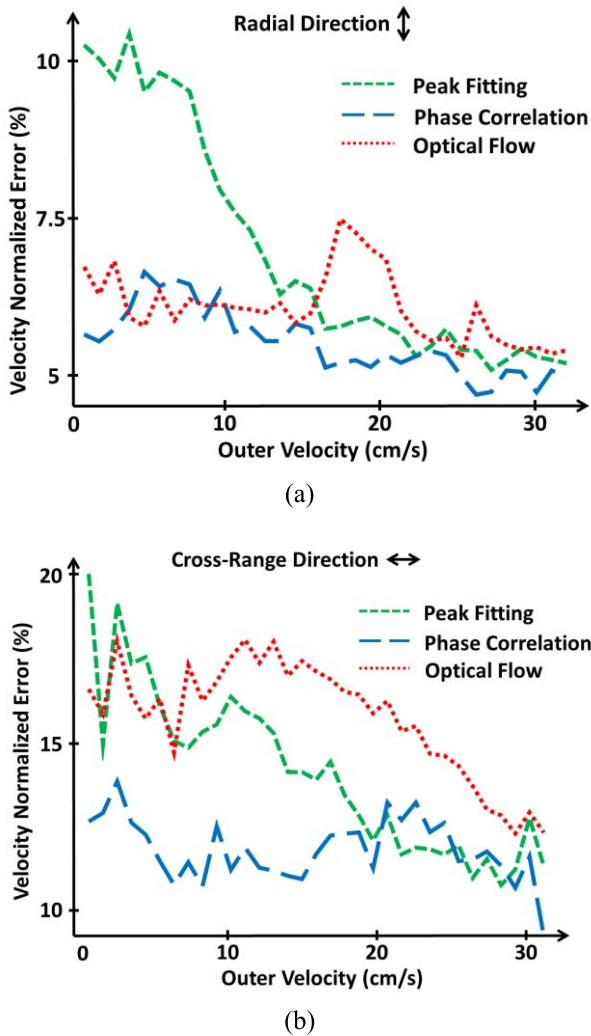 Radial Direction
10
Peak Fitting
Phase Correlation
Optical Flow
7.5
5
Velocity Normalized Error (%)
0
10
20
30
Outer Velocity (cm/s)
(a)
Cross-Range Direction
20
Peak Fitting
Phase Correlation
Optical Flow
15
10
Velocity Normalized Error (%)
0
10
20
30
Outer Velocity (cm/s)
(b)